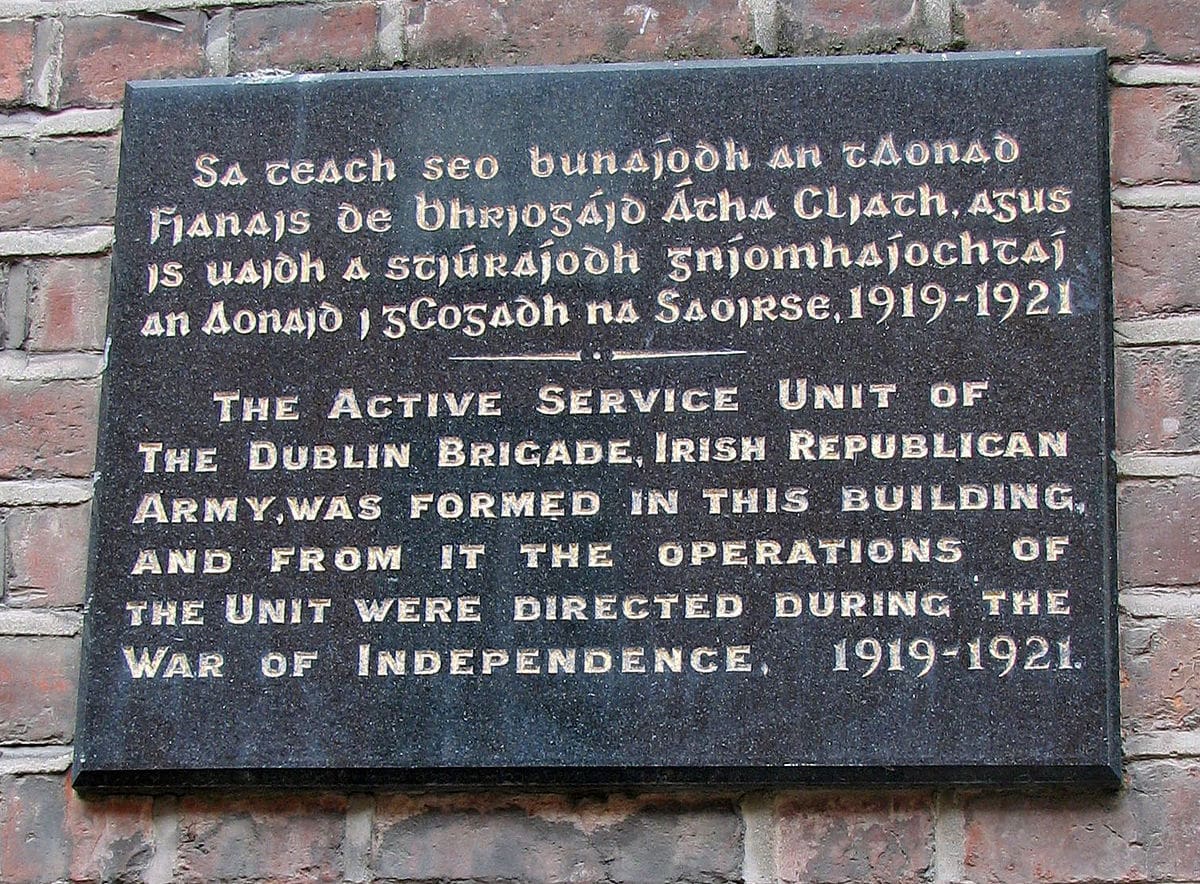 Sa teach seo bunaíodh an tAonad
Fianais de Bhriogáid Átha Cliath, agus
is uaidh a stiúraíodh gníomhaíochtaí
an Aonaid i gCogadh na Saoirse, 1919-1921
The Active Service Unit of
The Dublin Brigade, Irish Republican
Army, was formed in this building,
and from it the operations of
the Unit were directed during the
War of Independence, 1919-1921.